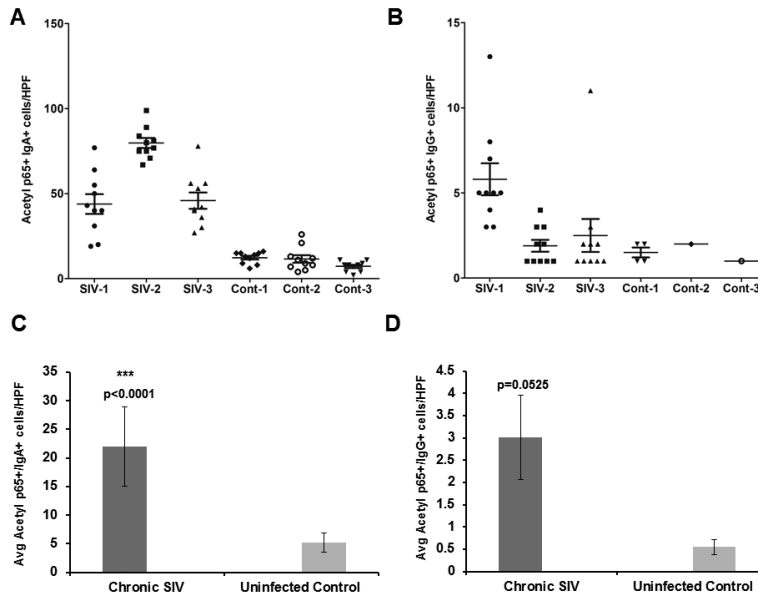 A
Acetyl p65+ IgA+ cells/HPF
150
100
50
0
SIV-1 SIV-2 SIV-3 Cont-1 Cont-2 Cont-3
B
Acetyl p65+ IgG+ cells/HPF
15
10
5
0
SIV-1 SIV-2 SIV-3 Cont-1 Cont-2 Cont-3
C
Avg Acetyl p65+/IgA+ cells/HPF
35
30
25
20
15
10
5
0
***
p<0.0001
Chronic SIV Uninfected Control
D
Avg Acetyl p65+/IgG+ cells/HPF
4.5
4
3.5
3
2.5
2
1.5
1
0.5
0
p=0.0525
Chronic SIV Uninfected Control